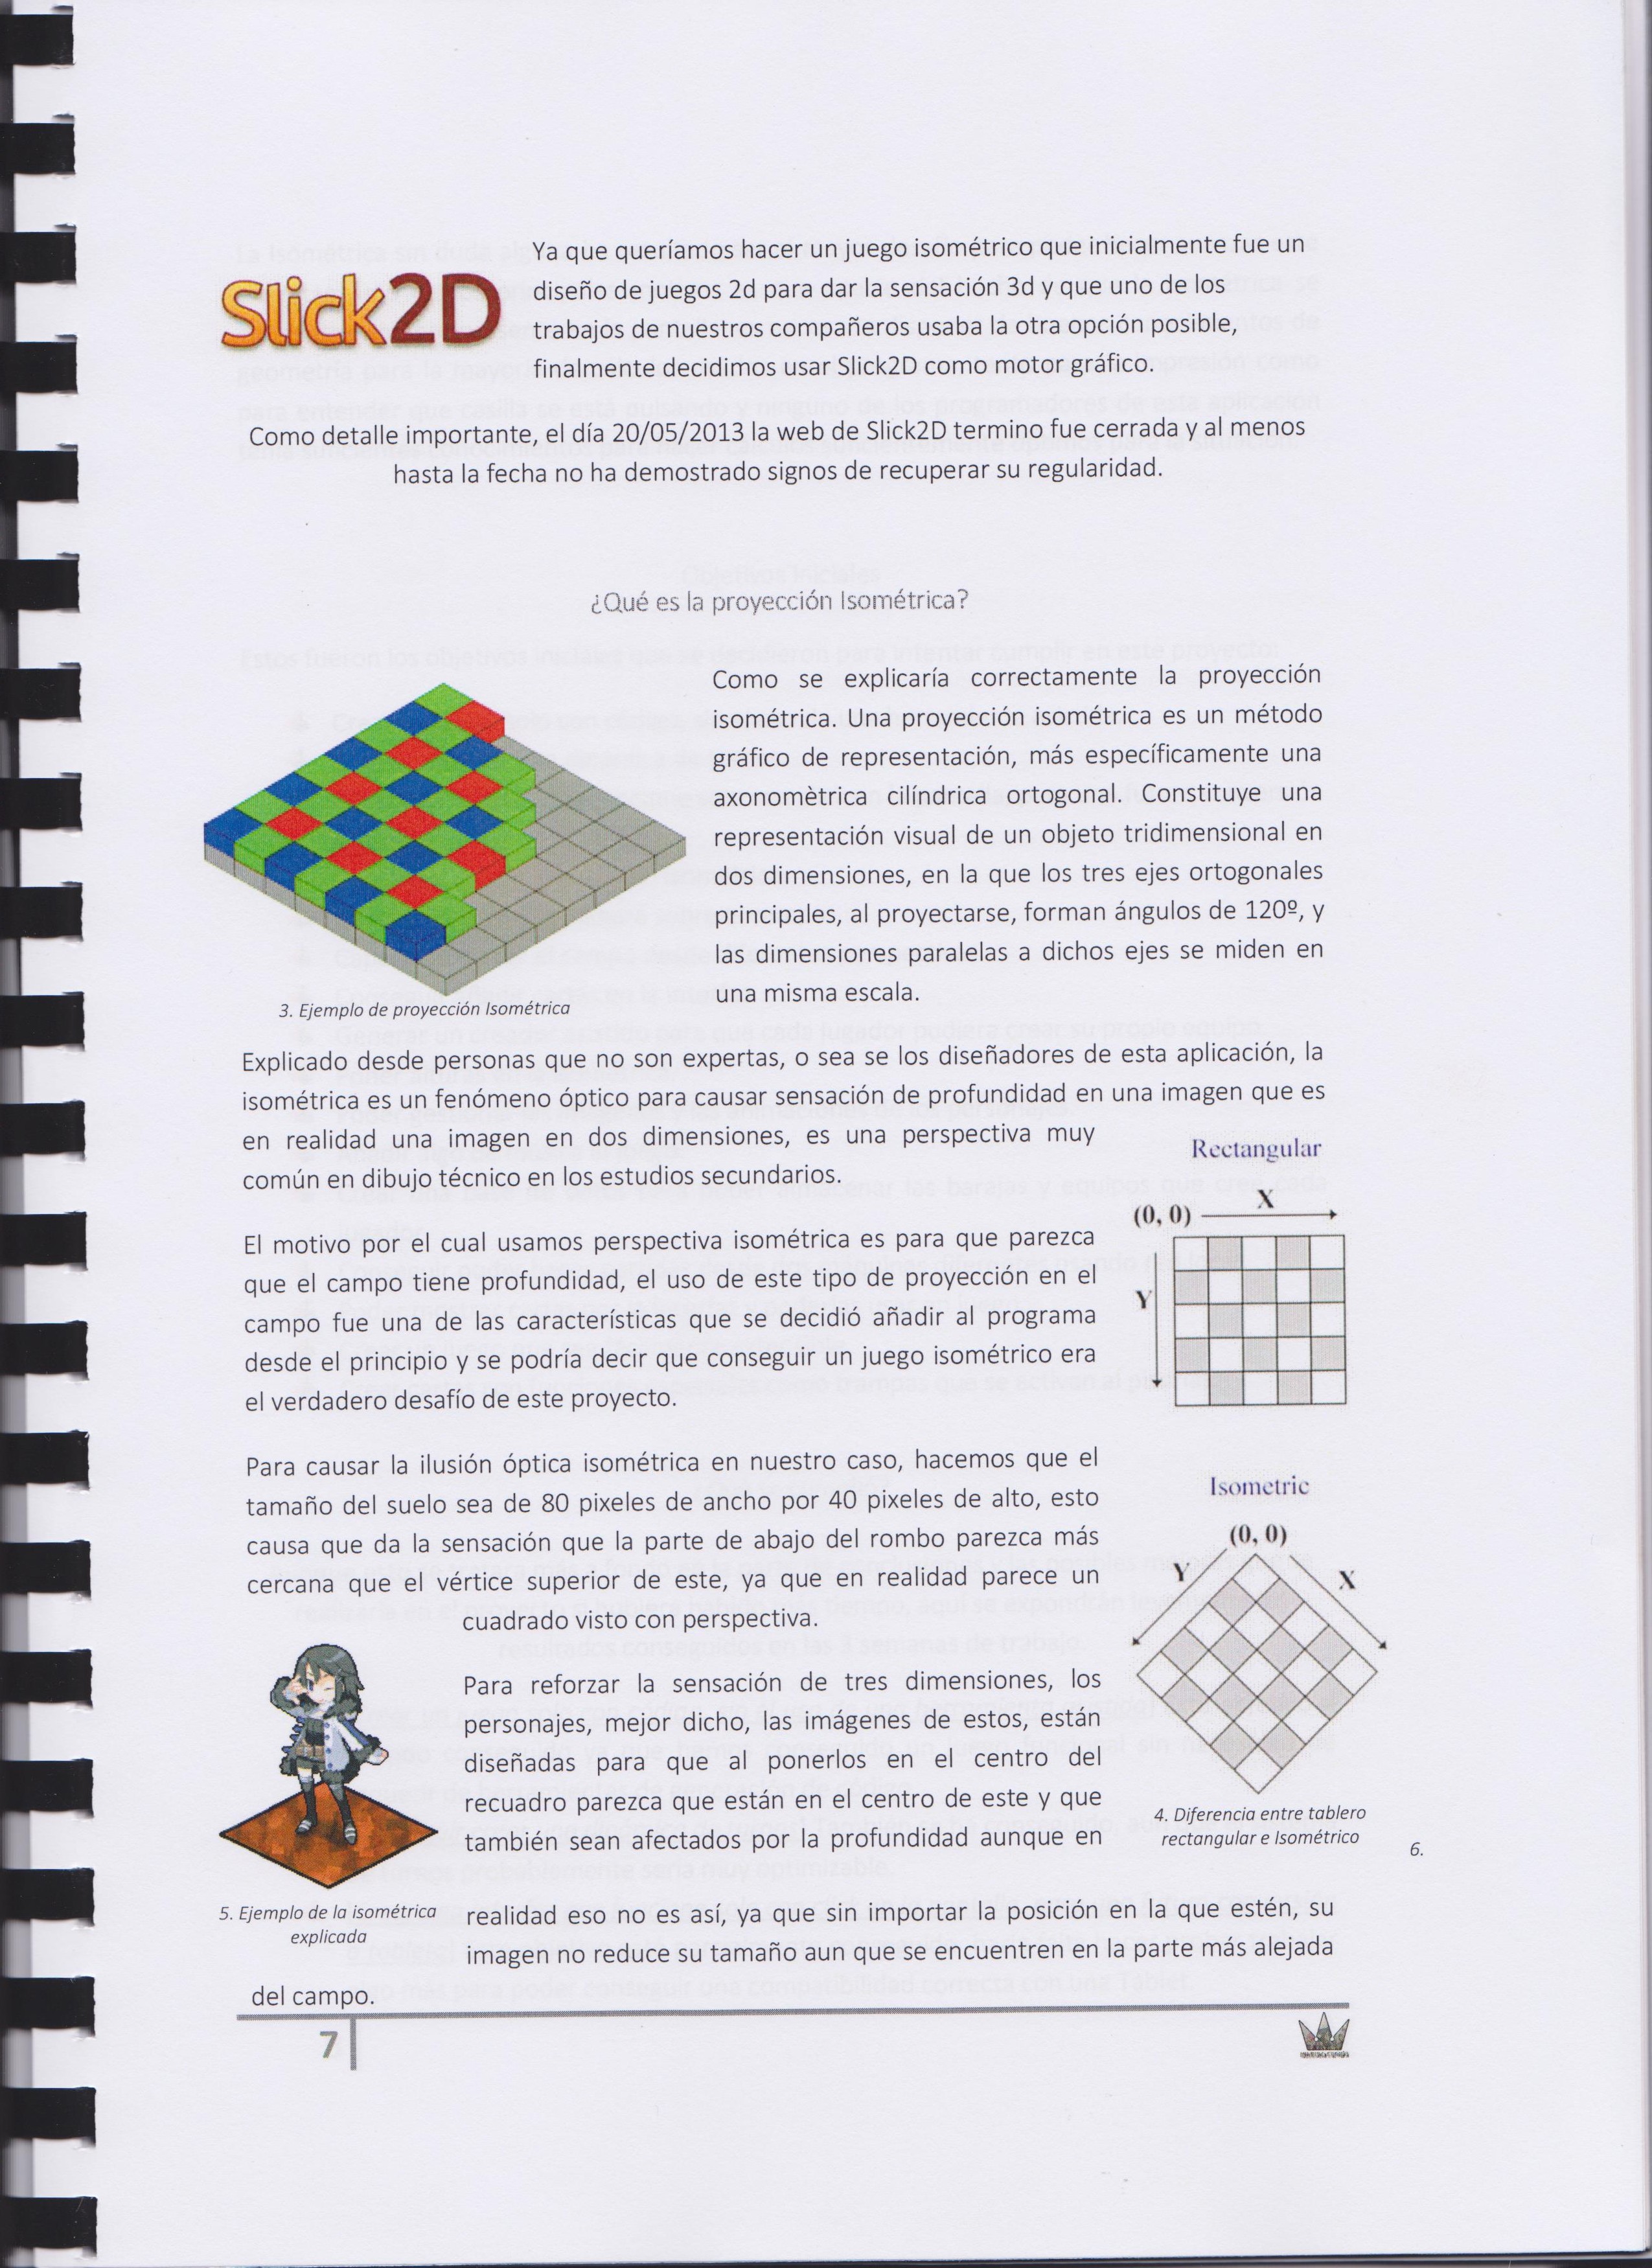 Slick2D
Ya que queríamos hacer un juego isométrico que inicialmente fue un
diseño de juegos 2d para dar la sensación 3d y que uno de los
trabajos de nuestros compañeros usaba la otra opción posible,
finalmente decidimos usar Slick2D como motor gráfico.
Como detalle importante, el día 20/05/2013 la web de Slick2D termino fue cerrada y al menos
hasta la fecha no ha demostrado signos de recuperar su regularidad.
¿Qué es la proyección Isométrica?
Como se explicaría correctamente la proyección
isométrica. Una proyección isométrica es un método
gráfico de representación, más específicamente una
axonomètrica cilíndrica ortogonal. Constituye una
representación visual de un objeto tridimensional en
dos dimensiones, en la que los tres ejes ortogonales
principales, al proyectarse, forman ángulos de 120º, y
las dimensiones paralelas a dichos ejes se miden en
una misma escala.
3. Ejemplo de proyección Isométrica
Explicado desde personas que no son expertas, o sea se los diseñadores de esta aplicación, la
isométrica es un fenómeno óptico para causar sensación de profundidad en una imagen que es
en realidad una imagen en dos dimensiones, es una perspectiva muy
común en dibujo técnico en los estudios secundarios.
Rectangular
(0, 0)
X
Y
El motivo por el cual usamos perspectiva isométrica es para que parezca
que el campo tiene profundidad, el uso de este tipo de proyección en el
campo fue una de las características que se decidió añadir al programa
desde el principio y se podría decir que conseguir un juego isométrico era
el verdadero desafío de este proyecto.
Para causar la ilusión óptica isométrica en nuestro caso, hacemos que el
tamaño del suelo sea de 80 pixeles de ancho por 40 pixeles de alto, esto
causa que da la sensación que la parte de abajo del rombo parezca más
cercana que el vértice superior de este, ya que en realidad parece un
cuadrado visto con perspectiva.
Isometric
(0, 0)
Y
X
Para reforzar la sensación de tres dimensiones, los
personajes, mejor dicho, las imágenes de estos, están
diseñadas para que al ponerlos en el centro del
recuadro parezca que están en el centro de este y que
también sean afectados por la profundidad aunque en
4. Diferencia entre tablero
rectangular e Isométrico
6.
5. Ejemplo de la isométrica
explicada
realidad eso no es así, ya que sin importar la posición en la que estén, su
imagen no reduce su tamaño aun que se encuentren en la parte más alejada
del campo.
7